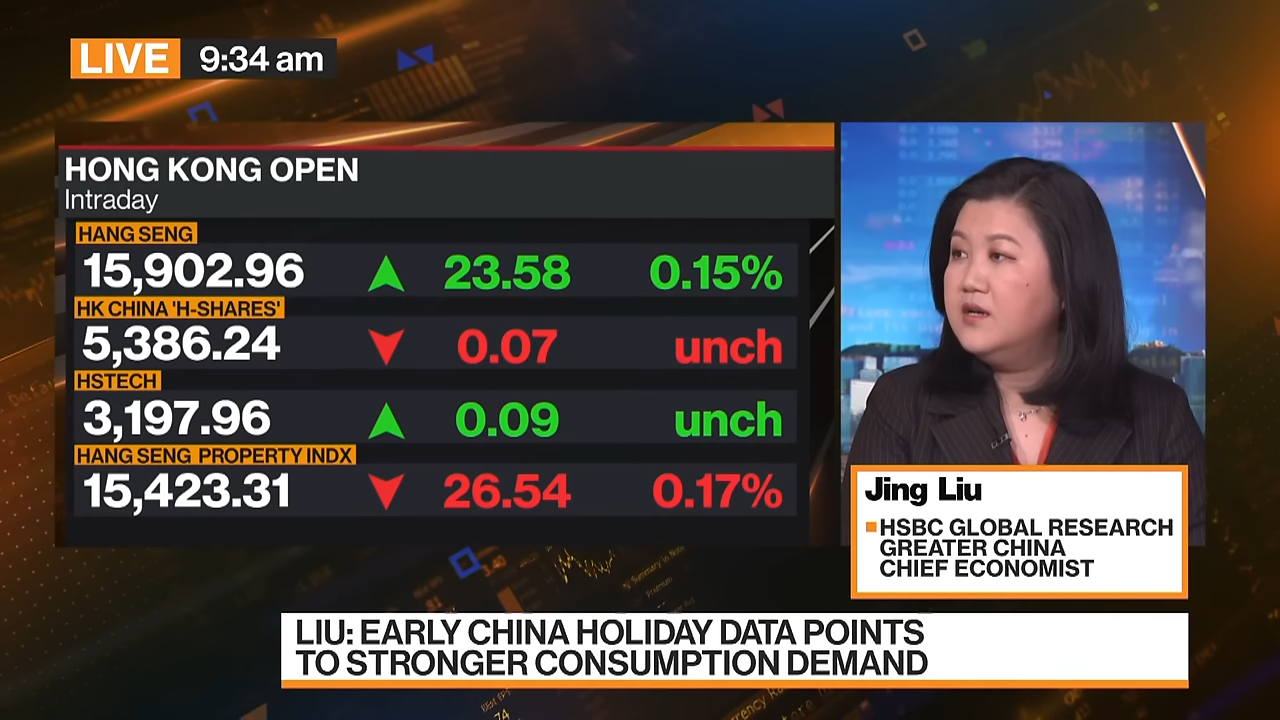 LIVE 9:34 am
HONG KONG OPEN
Intraday
HANG SENG
15,902.96 ▲ 23.58 0.15%
HK CHINA 'H-SHARES'
5,386.24 ▼ 0.07 unch
HSTECH
3,197.96 ▲ 0.09 unch
HANG SENG PROPERTY INDX
15,423.31 ▼ 26.54 0.17%
Jing Liu
HSBC GLOBAL RESEARCH
GREATER CHINA
CHIEF ECONOMIST
LIU: EARLY CHINA HOLIDAY DATA POINTS
TO STRONGER CONSUMPTION DEMAND